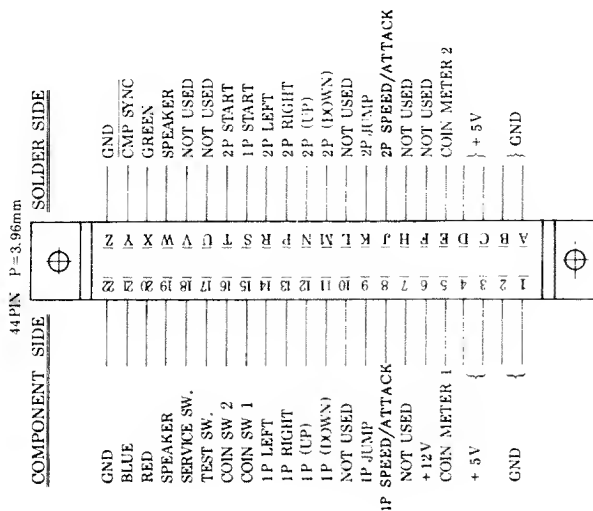 44 PIN P=3.96mm
COMPONENT SIDE
SOLDER SIDE
GND 22 Z GND
BLUE 21 Y CMP SYNC
RED 20 X GREEN
SPEAKER 19 W SPEAKER
SERVICE SW. 18 V NOT USED
TEST SW. 17 U NOT USED
COIN SW 2 16 T 2P START
COIN SW 1 15 S 1P START
1P LEFT 14 R 2P LEFT
1P RIGHT 13 P 2P RIGHT
1P (UP) 12 N 2P (UP)
1P (DOWN) 11 M 2P (DOWN)
NOT USED 10 L NOT USED
1P JUMP 9 K 2P JUMP
1P SPEED/ATTACK 8 J 2P SPEED/ATTACK
NOT USED 7 H NOT USED
+12V 6 F NOT USED
COIN METER 1 5 E COIN METER 2
+ 5V 4 D + 5V
3 C
GND 2 B GND
1 A